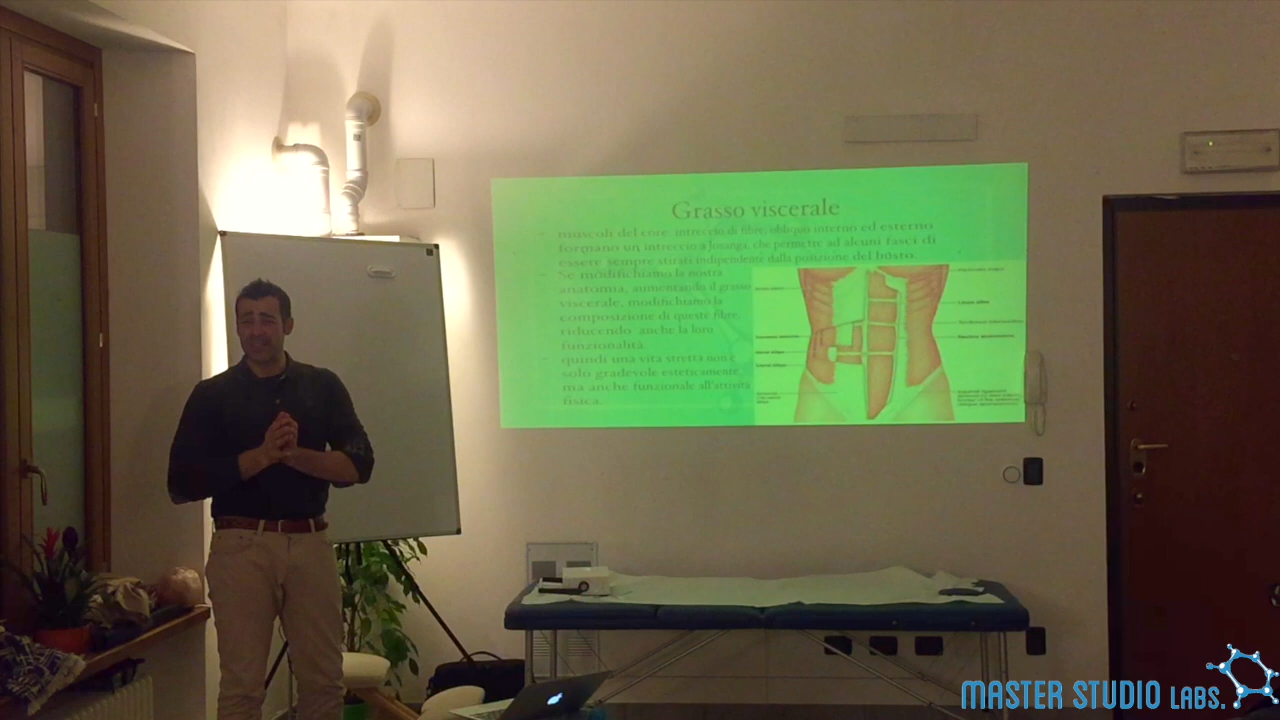 Grasso viscerale
muscoli del core: intreccio di fibre, obliquo interno ed esterno
formano un intreccio a losanga, che permette ad alcuni fasci di
essere sempre stirati indipendente dalla posizione del busto.
Se modifichiamo la nostra
anatomia, aumentando il grasso
viscerale, modifichiamo la
composizione di queste fibre,
riducendo anche la loro
funzionalità.
quindi una vita stretta non è
solo gradevole esteticamente,
ma anche funzionale all'attività
fisica.
MASTER STUDIO LABS.